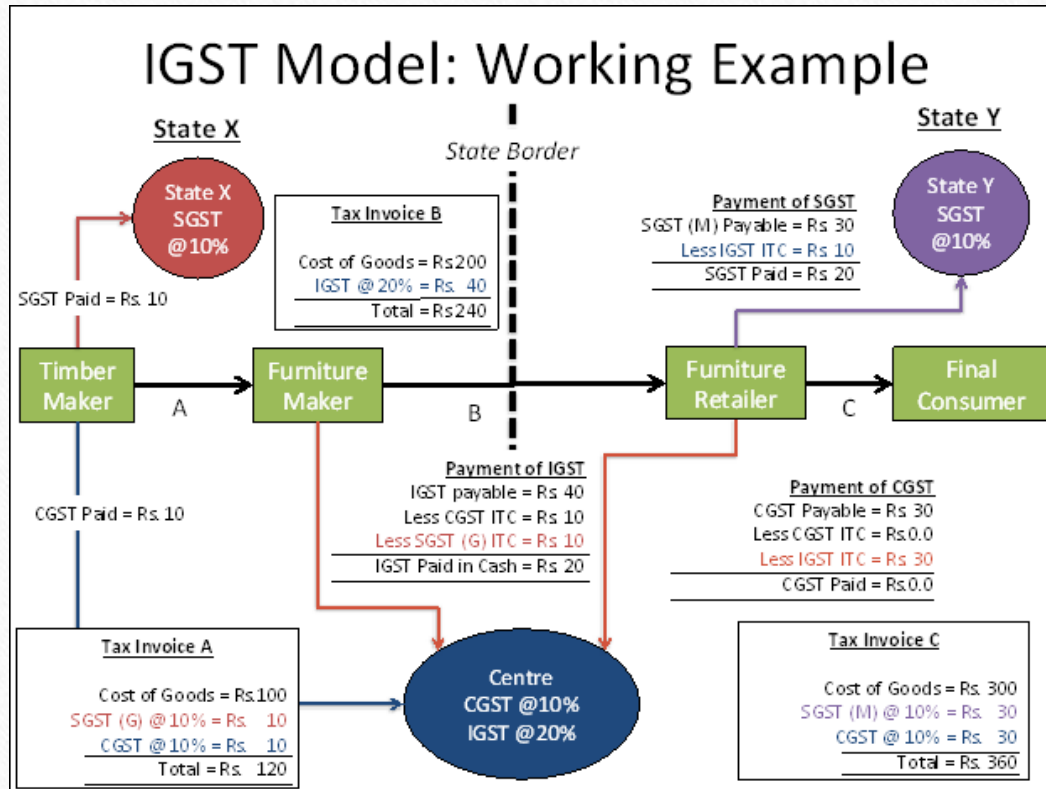 IGST Model: Working Example
State X
State Border
State Y
State X
SGST
@10%
Tax Invoice B
Cost of Goods = Rs.200
IGST @ 20% = Rs. 40
Total = Rs.240
Payment of SGST
SGST (M) Payable = Rs. 30
Less IGST ITC = Rs. 10
SGST Paid = Rs. 20
State Y
SGST
@10%
SGST Paid = Rs. 10
Timber
Maker
A
Furniture
Maker
B
Furniture
Retailer
C
Final
Consumer
CGST Paid = Rs. 10
Payment of IGST
IGST payable = Rs. 40
Less CGST ITC = Rs. 10
Less SGST (G) ITC = Rs. 10
IGST Paid in Cash = Rs. 20
Payment of CGST
CGST Payable = Rs. 30
Less CGST ITC = Rs.0.0
Less IGST ITC = Rs. 30
CGST Paid = Rs.0.0
Tax Invoice A
Cost of Goods = Rs.100
SGST (G) @ 10% = Rs. 10
CGST @ 10% = Rs. 10
Total = Rs. 120
Centre
CGST @10%
IGST @20%
Tax Invoice C
Cost of Goods = Rs. 300
SGST (M) @ 10% = Rs. 30
CGST @ 10% = Rs. 30
Total = Rs. 360